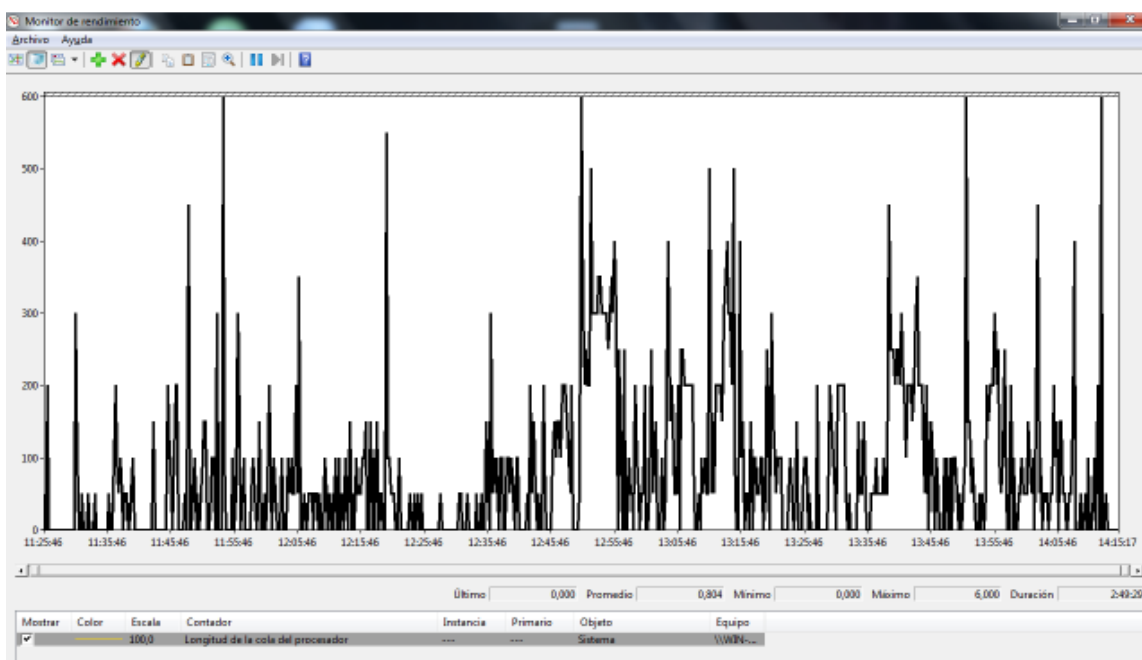 Monitor de rendimiento
Archivo Ayuda
600
500
400
300
200
100
0
11:25:46 11:35:46 11:45:46 11:55:46 12:05:46 12:15:46 12:25:46 12:35:46 12:45:46 12:55:46 13:05:46 13:15:46 13:25:46 13:35:46 13:45:46 13:55:46 14:05:46 14:15:17
Último 0,000 Promedio 0,804 Mínimo 0,000 Máximo 6,000 Duración 2:49:29
Mostrar Color Escala Contador Instancia Primario Objeto Equipo
100,0 Longitud de la cola del procesador --- --- Sistema \\WIN-...